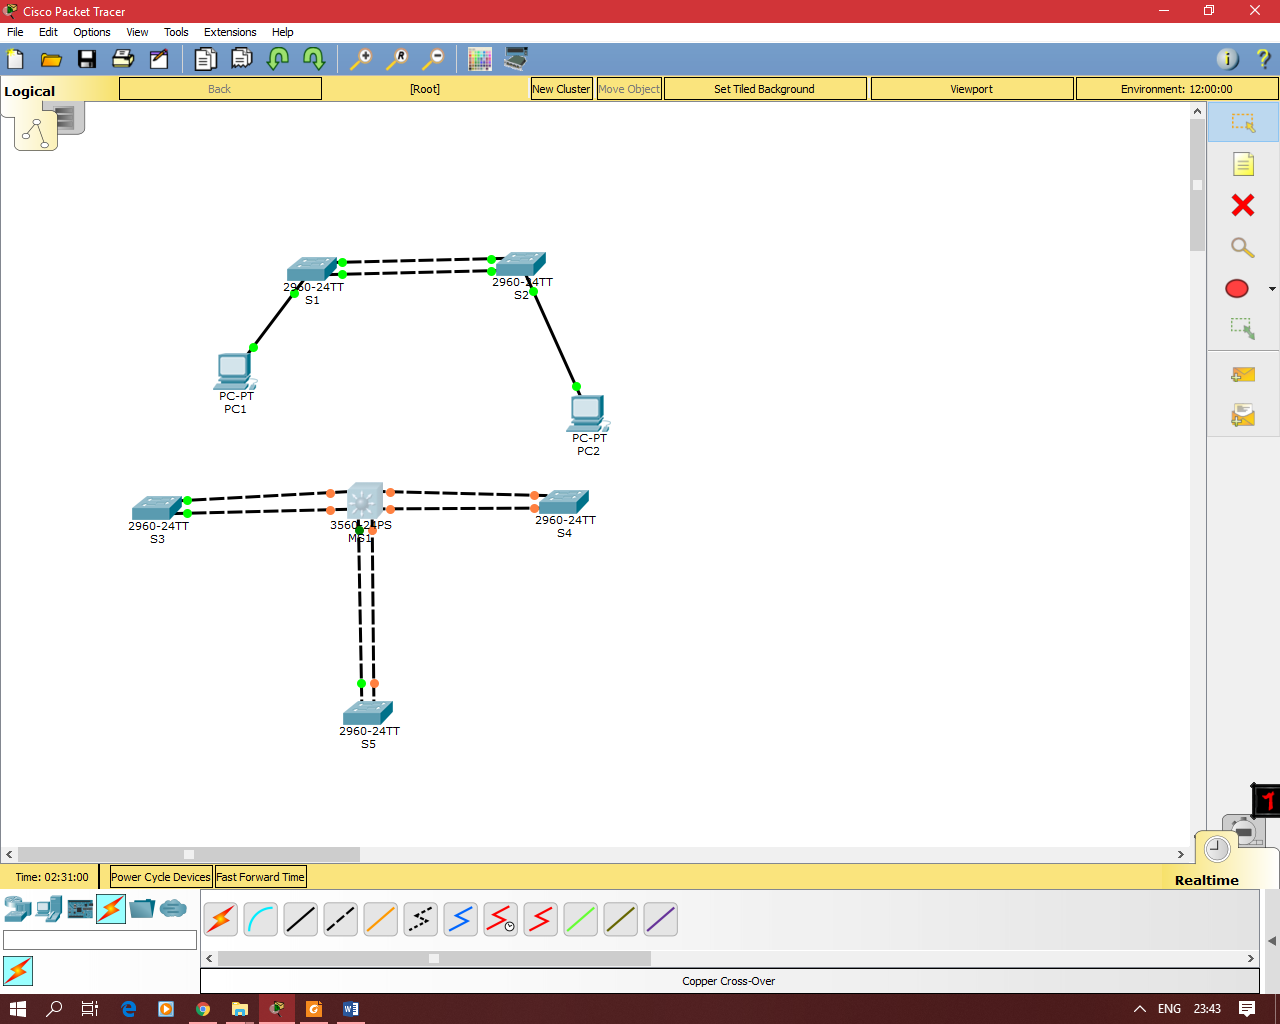 Cisco Packet Tracer
File Edit Options View Tools Extensions Help
Logical Back [Root] New Cluster Move Object Set Tiled Background Viewport Environment: 12:00:00
2960-24TT
S1
2960-24TT
S2
PC-PT
PC1
PC-PT
PC2
2960-24TT
S3
3560-24PS
MS1
2960-24TT
S4
2960-24TT
S5
Time: 02:31:00 Power Cycle Devices Fast Forward Time Realtime
Copper Cross-Over
ENG 23:43